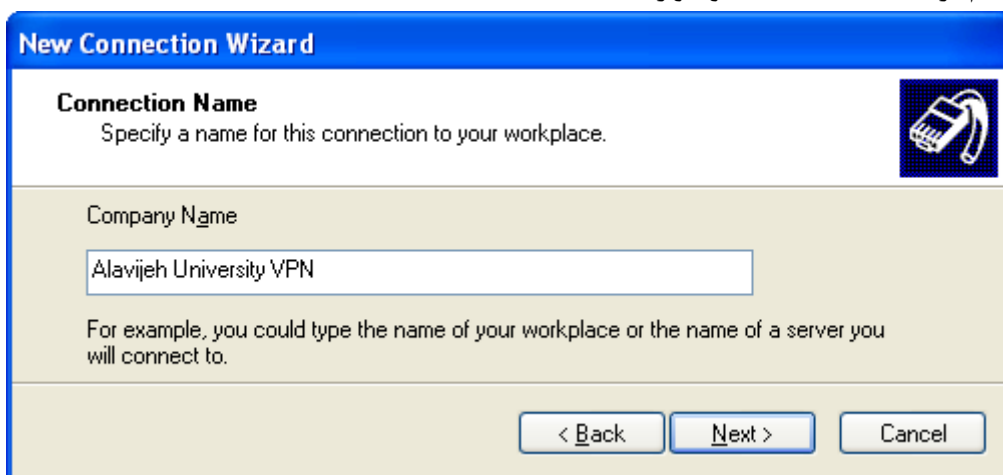 New Connection Wizard
Connection Name
Specify a name for this connection to your workplace.
Company Name
Alavijeh University VPN
For example, you could type the name of your workplace or the name of a server you
will connect to.
< Back
Next >
Cancel